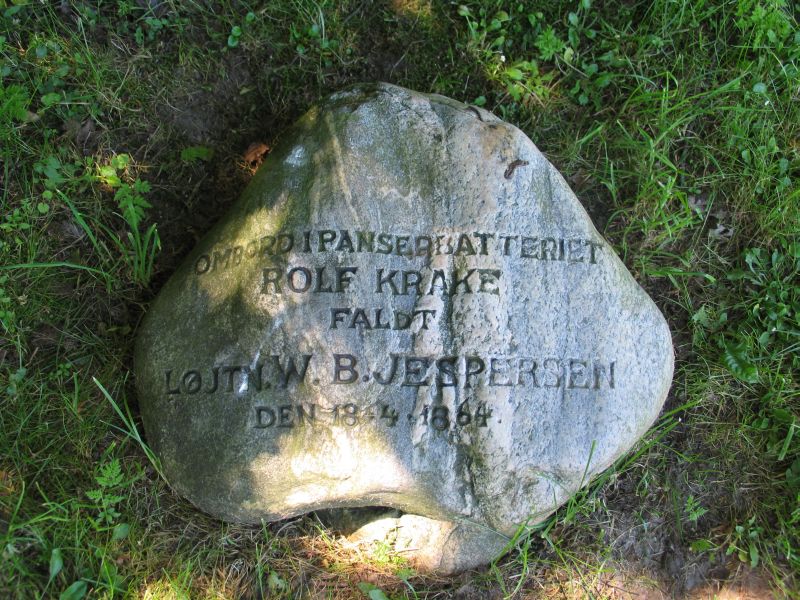 OMBORD I PANSERBATTERIET
ROLF KRAKE
FALDT
LØJTN. W. B. JESPERSEN
DEN 18-4-1864.